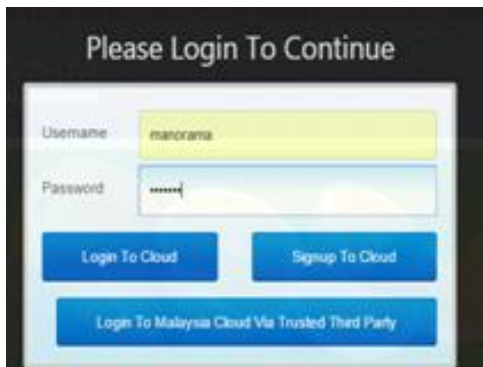 Please Login To Continue
Username manorama
Password •••••••
Login To Cloud Signup To Cloud
Login To Malaysia Cloud Via Trusted Third Party